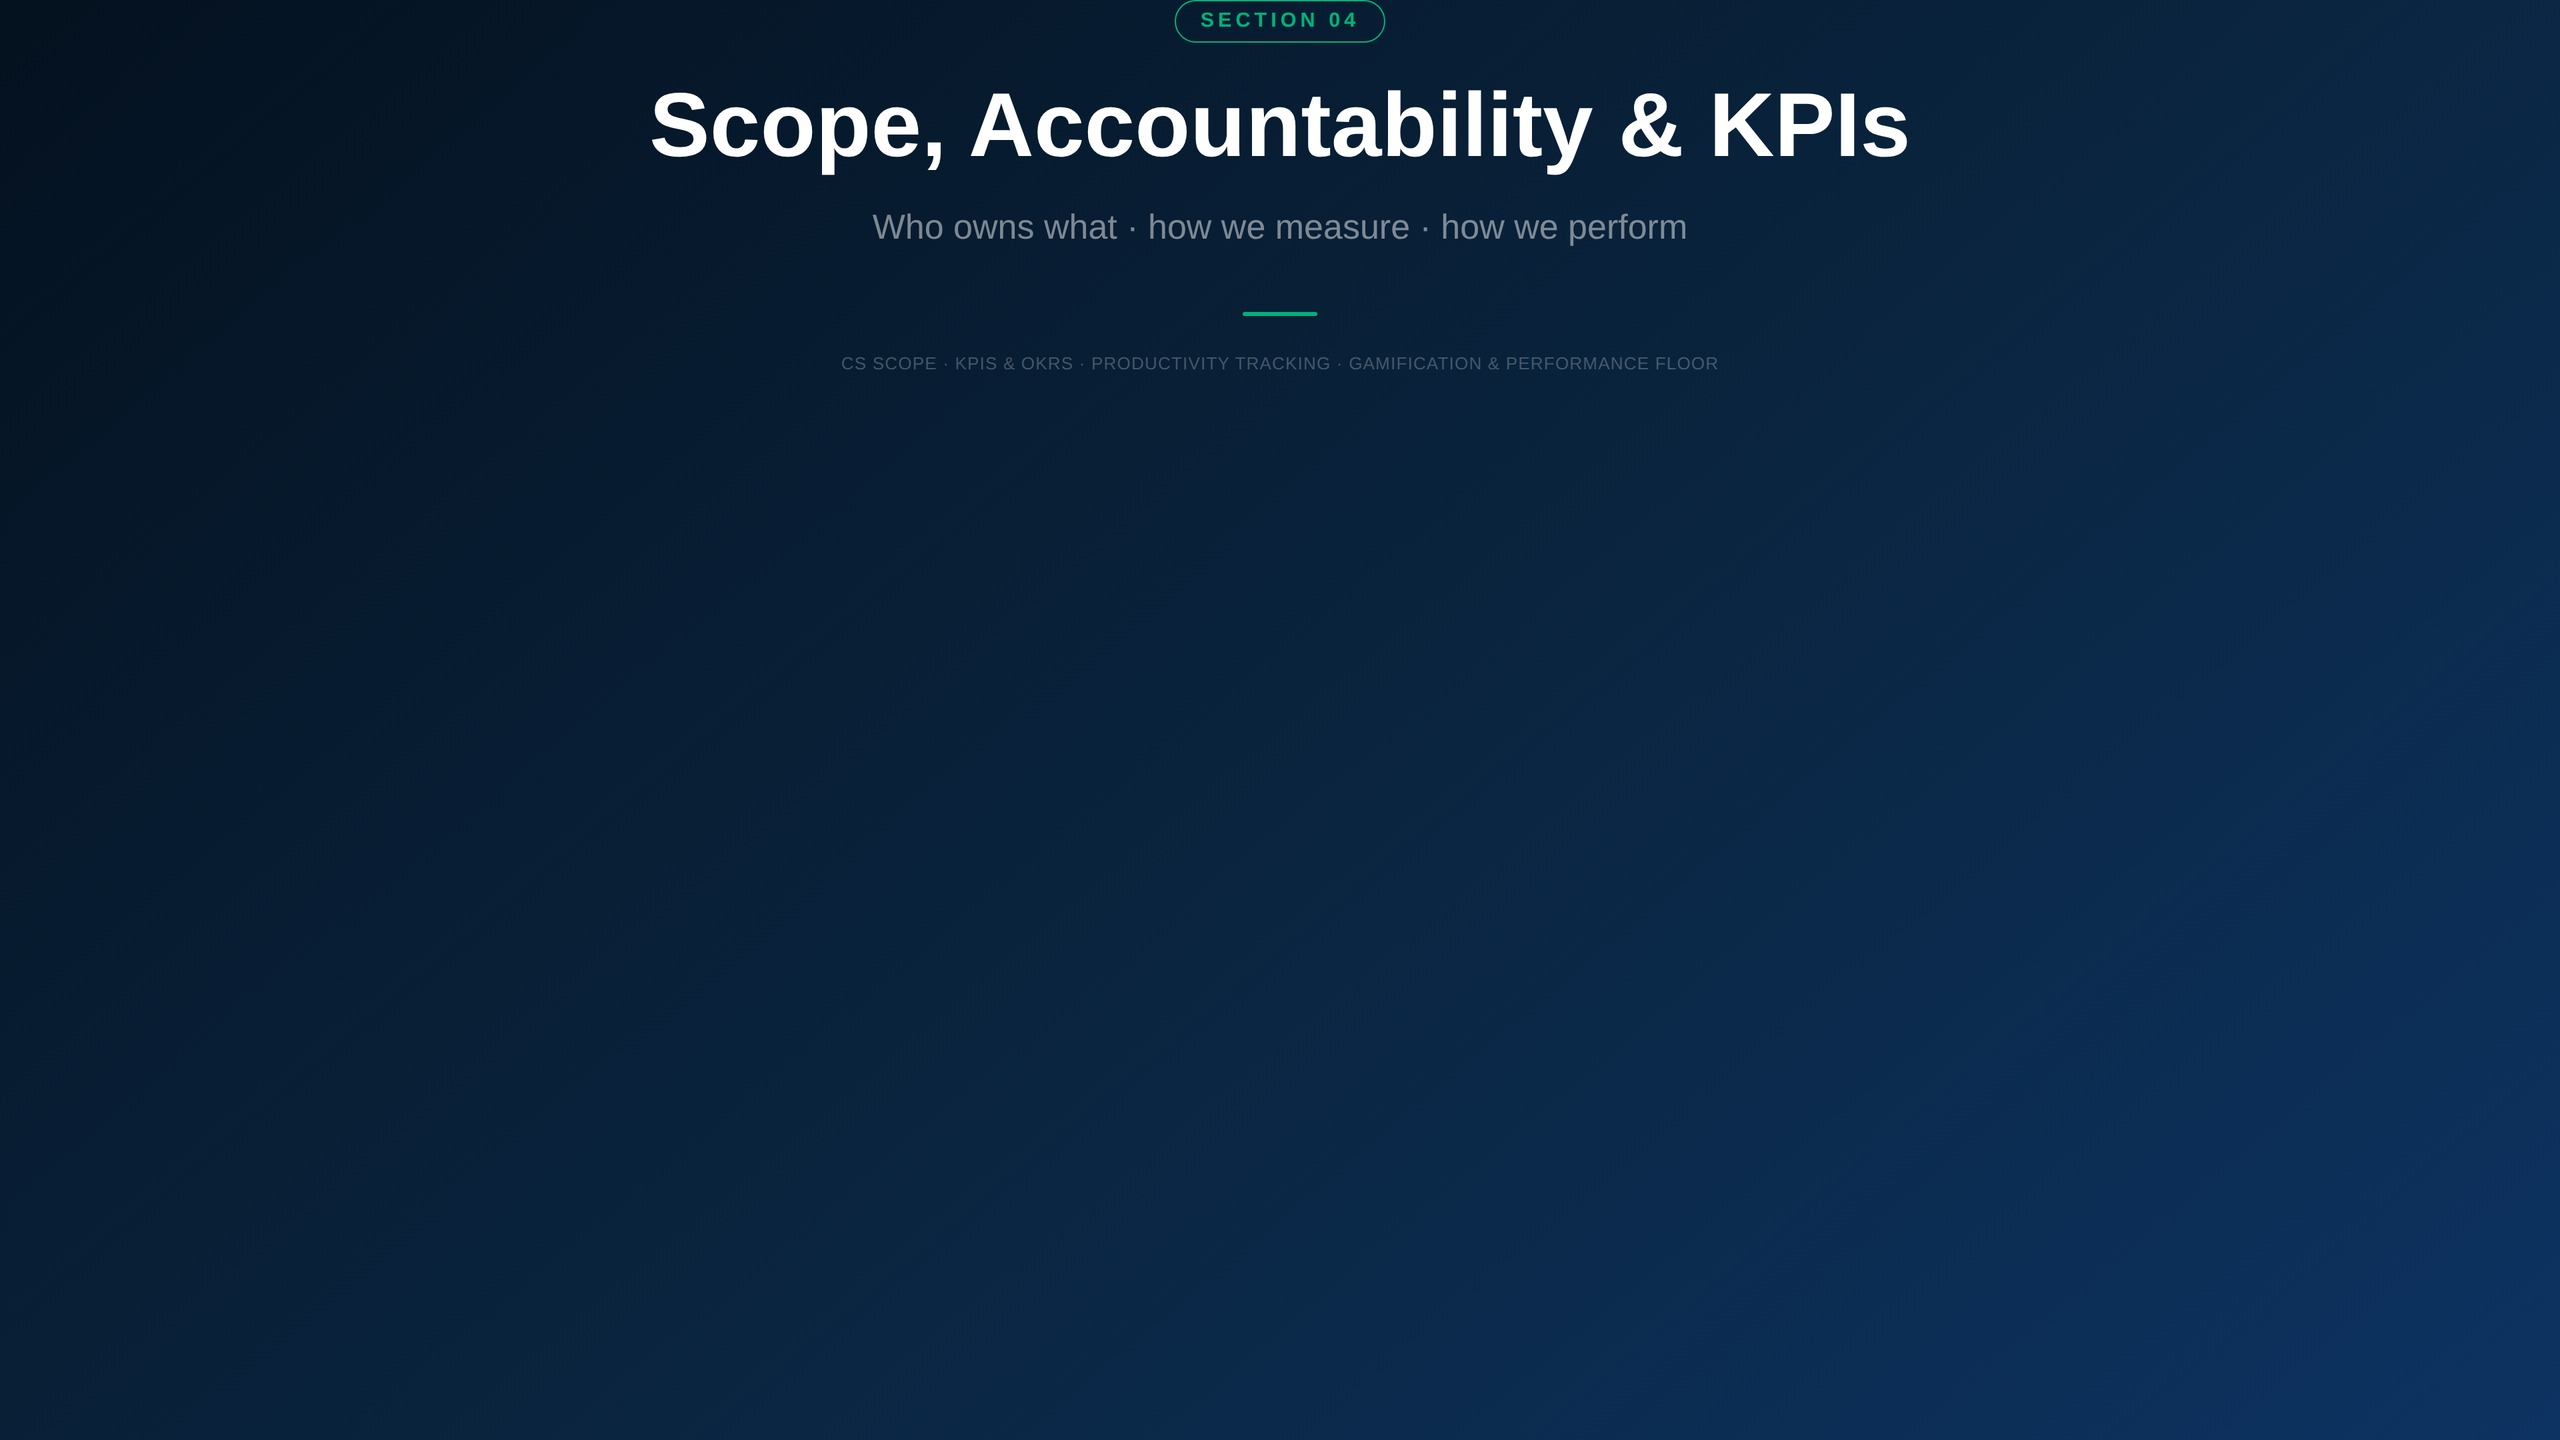 SECTION 04
Scope, Accountability & KPIs
Who owns what · how we measure · how we perform
CS SCOPE · KPIS & OKRS · PRODUCTIVITY TRACKING · GAMIFICATION & PERFORMANCE FLOOR